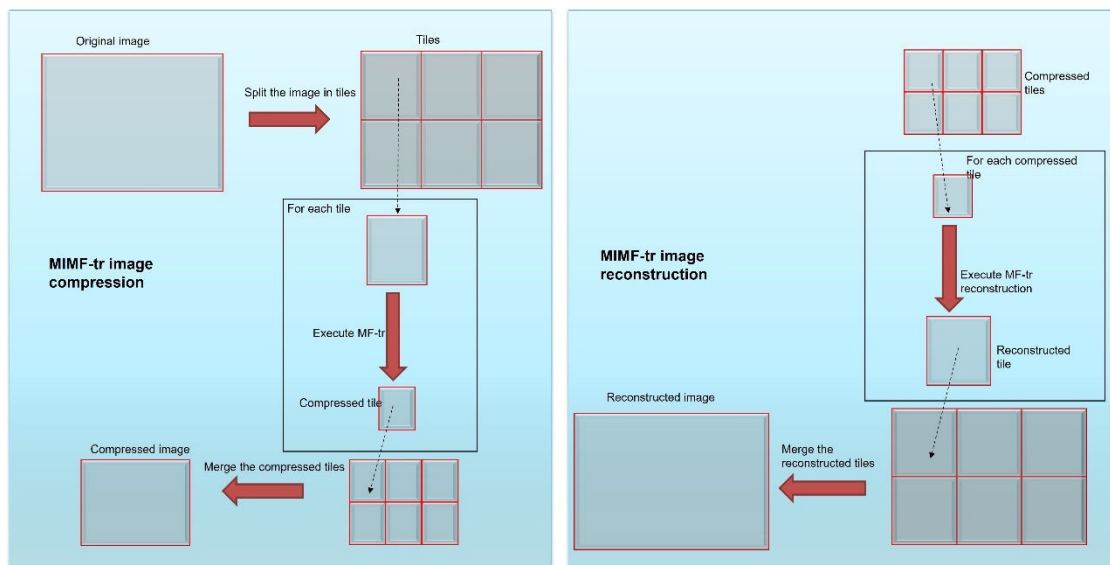 Original image
Tiles
Split the image in tiles
For each tile
MIMF-tr image
compression
Execute MF-tr
Compressed tile
Compressed image
Merge the compressed tiles
Compressed
tiles
For each compressed
tile
MIMF-tr image
reconstruction
Execute MF-tr
reconstruction
Reconstructed
tile
Reconstructed image
Merge the
reconstructed tiles